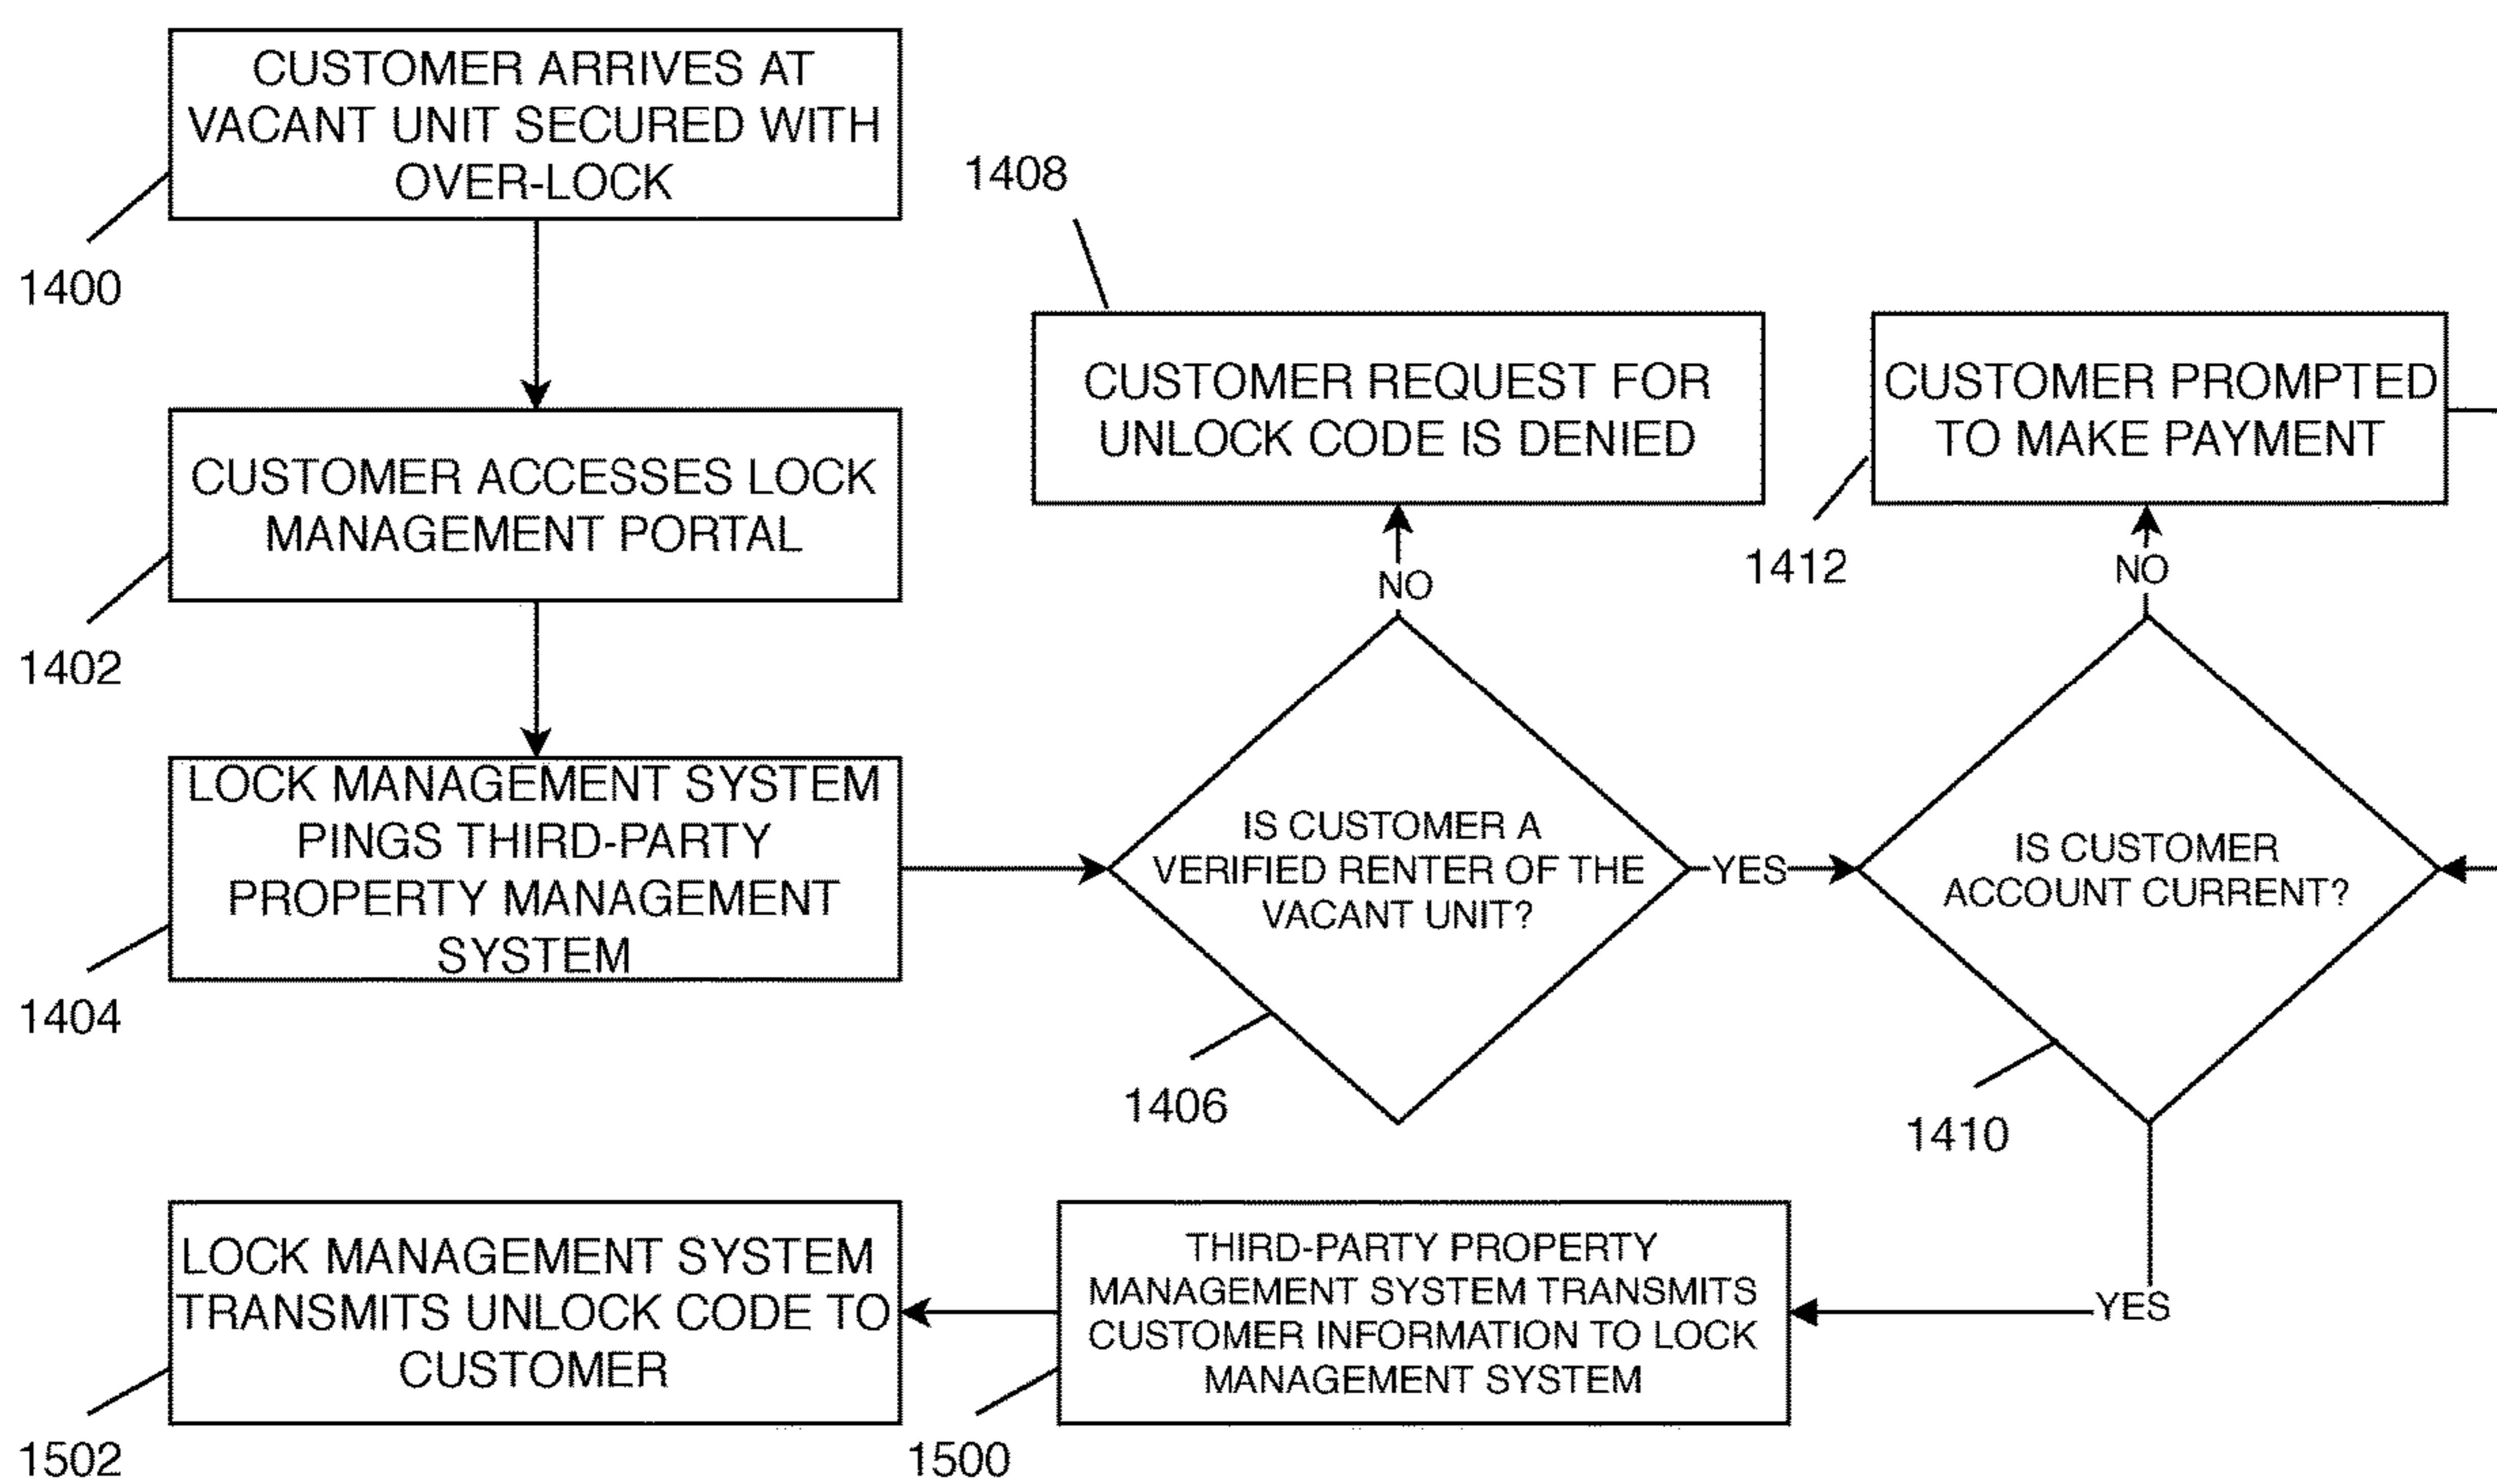 CUSTOMER ARRIVES AT
VACANT UNIT SECURED WITH
OVER-LOCK
1400
CUSTOMER ACCESSES LOCK
MANAGEMENT PORTAL
1402
LOCK MANAGEMENT SYSTEM
PINGS THIRD-PARTY
PROPERTY MANAGEMENT
SYSTEM
1404
1408
CUSTOMER REQUEST FOR
UNLOCK CODE IS DENIED
NO
IS CUSTOMER A
VERIFIED RENTER OF THE
VACANT UNIT?
1406
YES
CUSTOMER PROMPTED
TO MAKE PAYMENT
1412
NO
IS CUSTOMER
ACCOUNT CURRENT?
1410
YES
THIRD-PARTY PROPERTY
MANAGEMENT SYSTEM TRANSMITS
CUSTOMER INFORMATION TO LOCK
MANAGEMENT SYSTEM
1500
LOCK MANAGEMENT SYSTEM
TRANSMITS UNLOCK CODE TO
CUSTOMER
1502